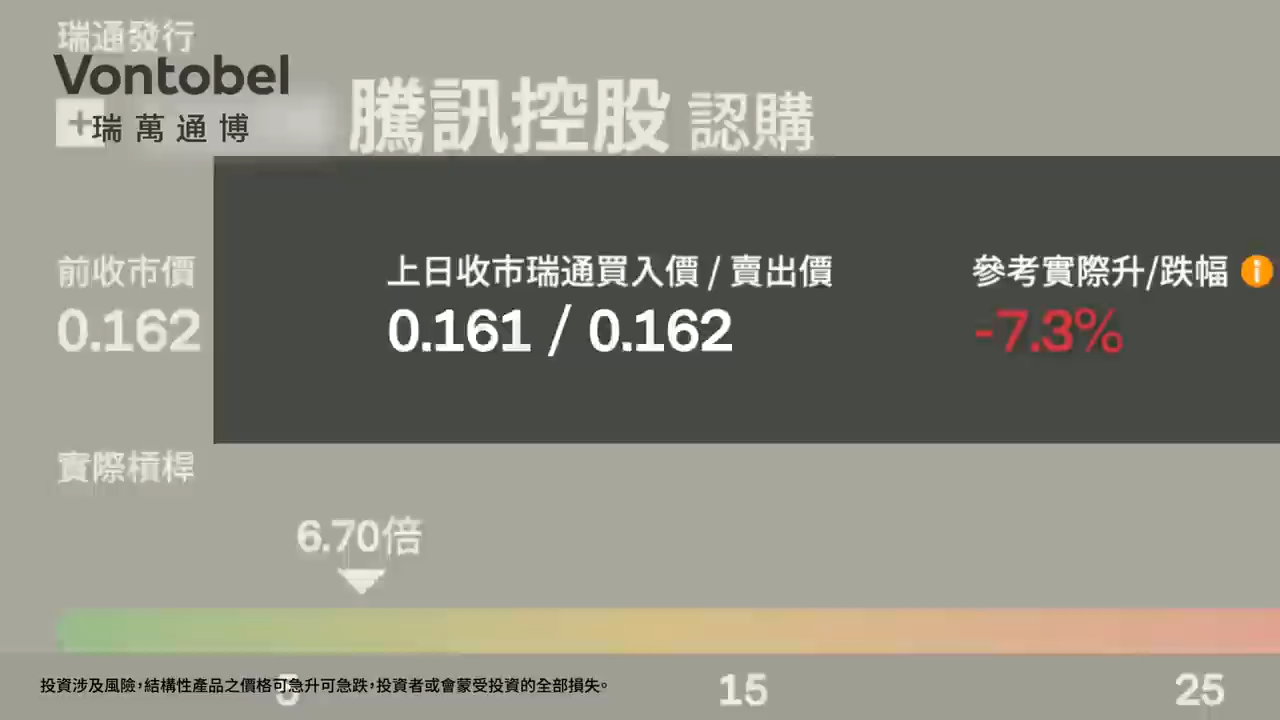 瑞通發行
Vontobel
瑞萬通博
騰訊控股 認購
前收市價
0.162
上日收市瑞通買入價 / 賣出價
0.161 / 0.162
參考實際升/跌幅
-7.3%
實際槓桿
6.70倍
5
15
25
投資涉及風險，結構性產品之價格可急升可急跌，投資者或會蒙受投資的全部損失。